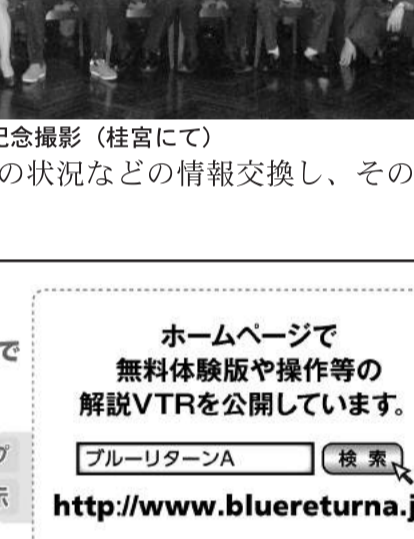 記念撮影（桂宮にて）
の状況などの情報交換し、その
で
ホームページで
無料体験版や操作等の
解説VTRを公開しています。
プ
ブルーリターンA 検索
示
http://www.bluereturna.j